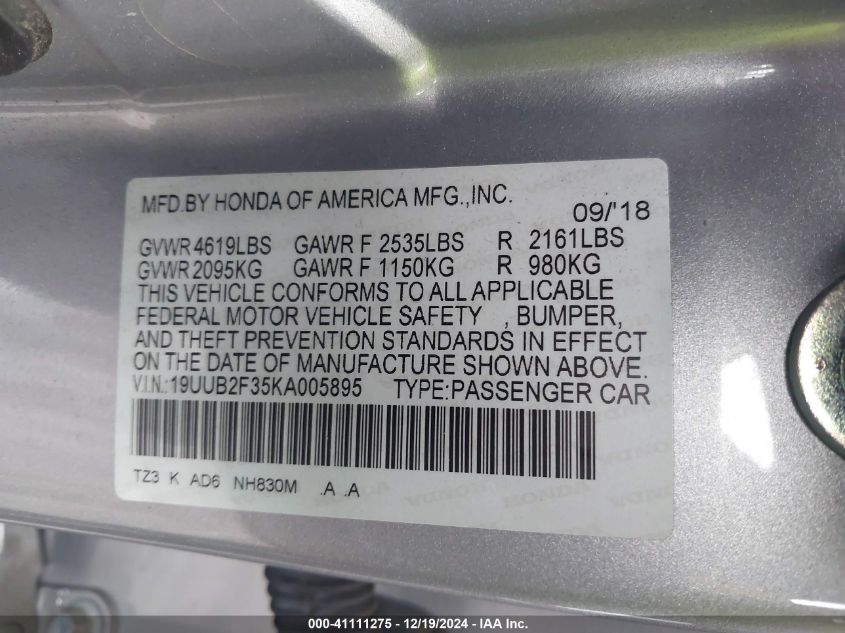 MFD.BY HONDA OF AMERICA MFG.,INC. 09/'18
GVWR 4619LBS GAWR F 2535LBS R 2161LBS
GVWR 2095KG GAWR F 1150KG R 980KG
THIS VEHICLE CONFORMS TO ALL APPLICABLE
FEDERAL MOTOR VEHICLE SAFETY , BUMPER,
AND THEFT PREVENTION STANDARDS IN EFFECT
ON THE DATE OF MANUFACTURE SHOWN ABOVE.
V.I.N.:19UUB2F35KA005895 TYPE:PASSENGER CAR
TZ3 K AD6 NH830M .A .A
000-41111275 - 12/19/2024 - IAA Inc.